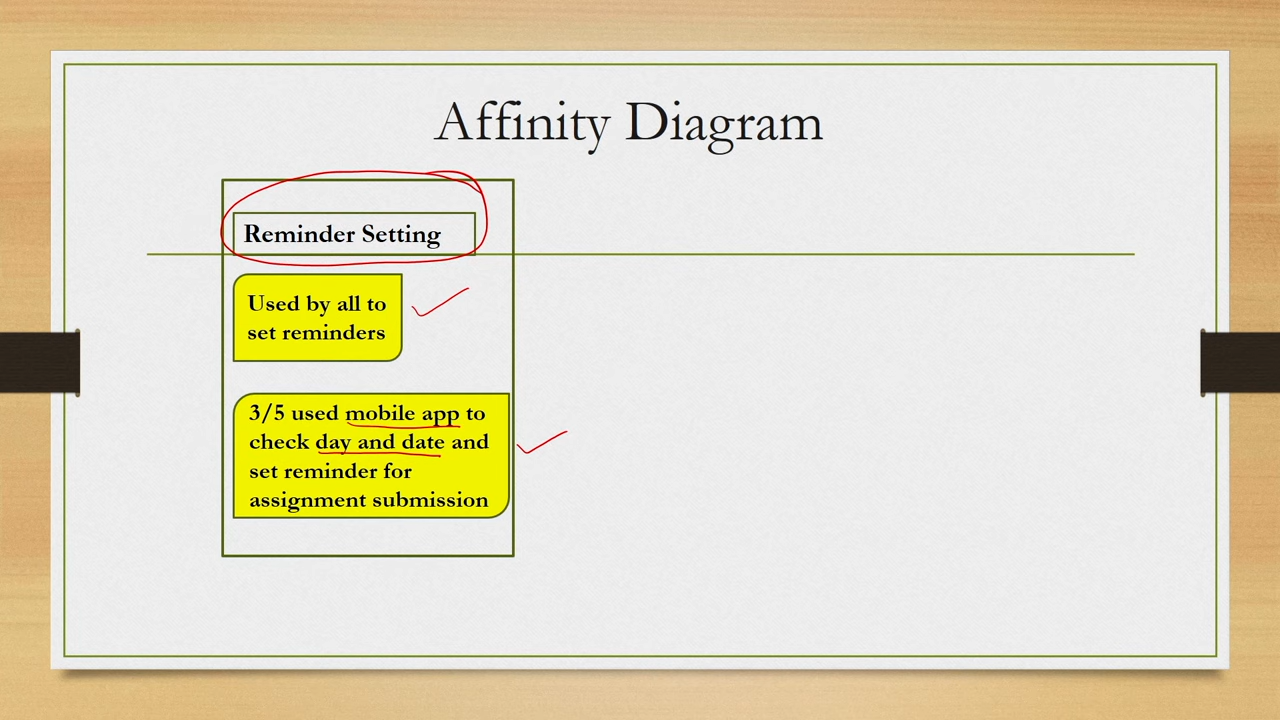 Affinity Diagram
Reminder Setting
Used by all to
set reminders
3/5 used mobile app to
check day and date and
set reminder for
assignment submission